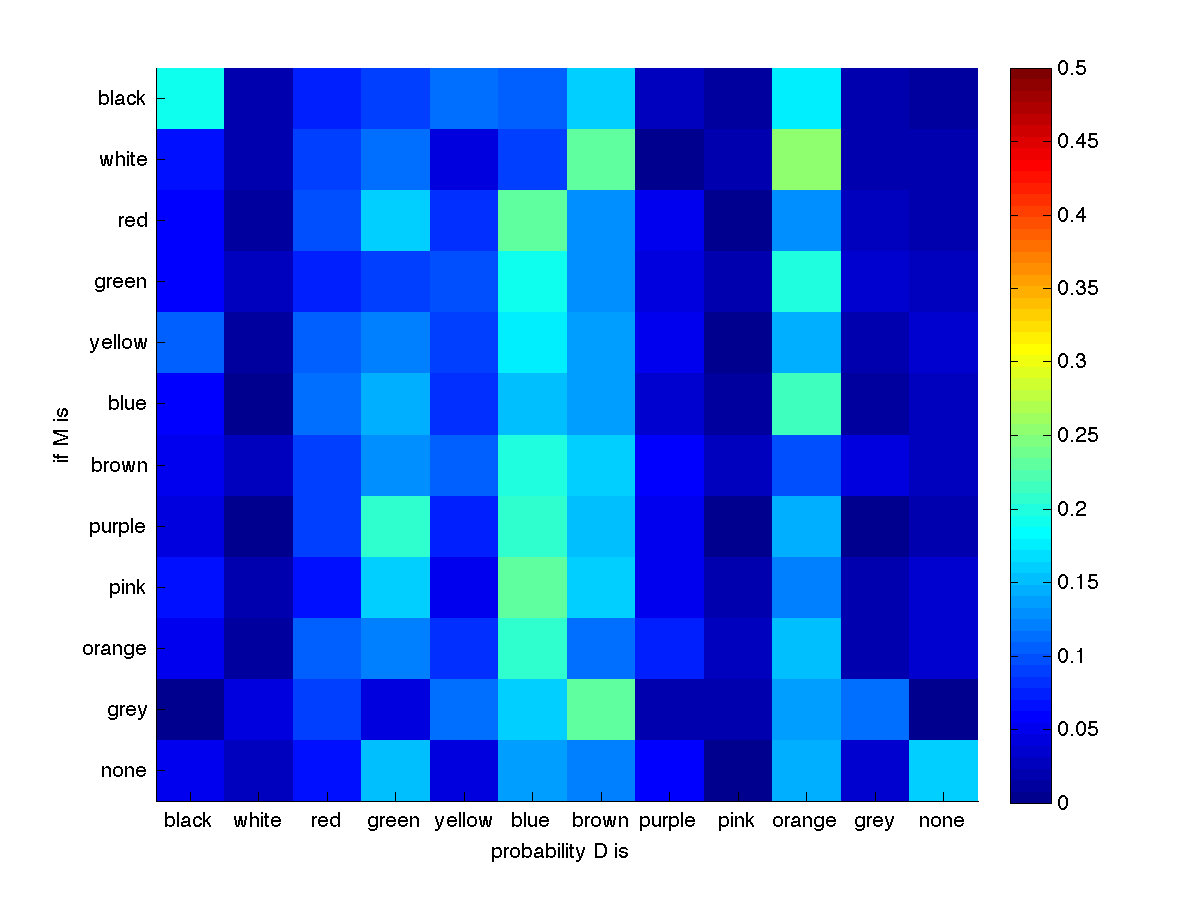 black
white
red
green
yellow
blue
brown
purple
pink
orange
grey
none
if M is
black white red green yellow blue brown purple pink orange grey none
probability D is
0.5
0.45
0.4
0.35
0.3
0.25
0.2
0.15
0.1
0.05
0